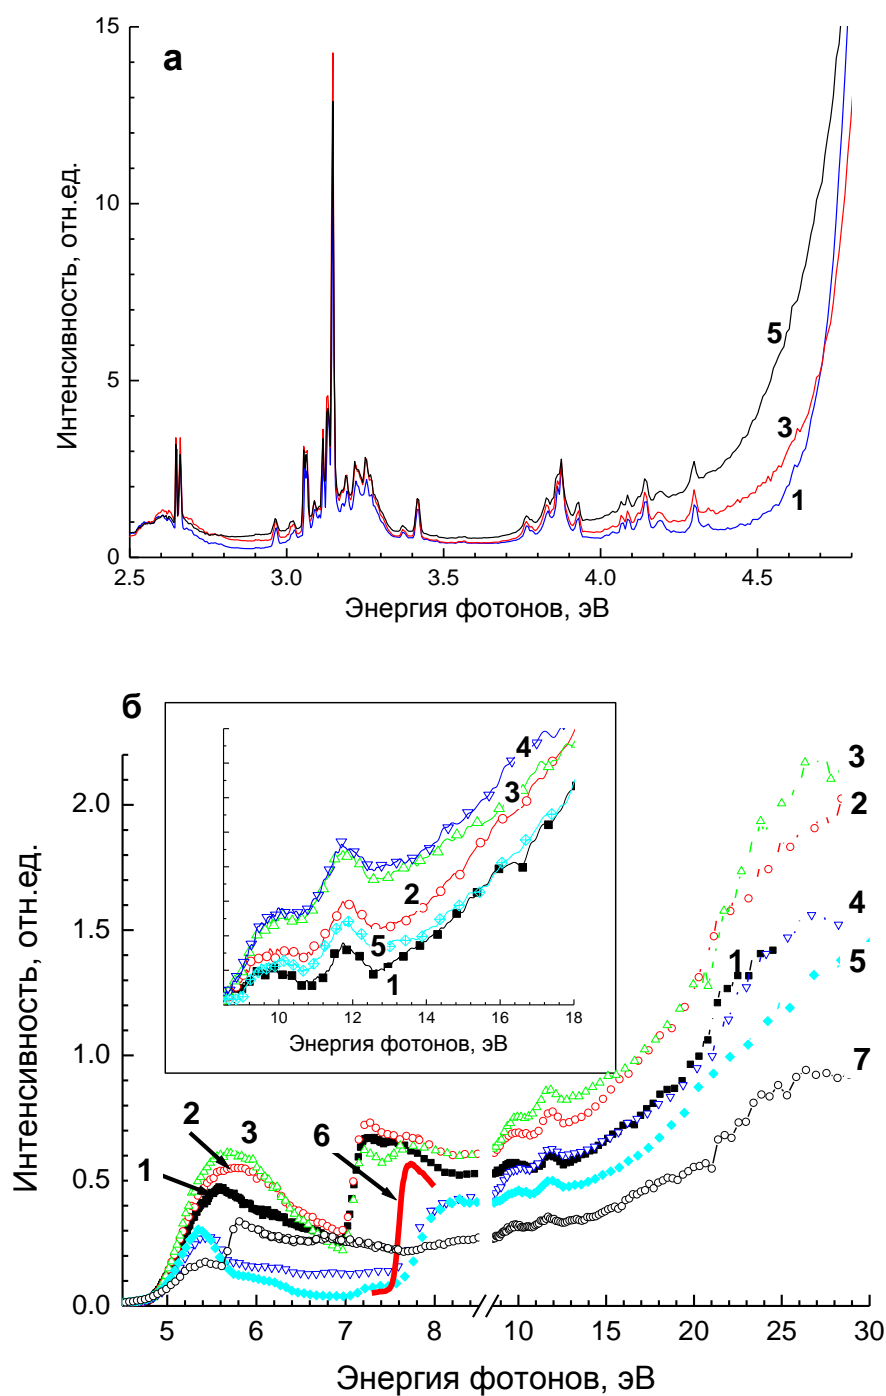 а
Интенсивность, отн.ед.
15
10
5
0
5
3
1
2.5 3.0 3.5 4.0 4.5
Энергия фотонов, эВ
б
Интенсивность, отн.ед.
2.0
1.5
1.0
0.5
0.0
4
3
2
5
1
10 12 14 16 18
Энергия фотонов, эВ
3
2
4
1
5
7
2 3
1
6
5 6 7 8 10 15 20 25 30
Энергия фотонов, эВ